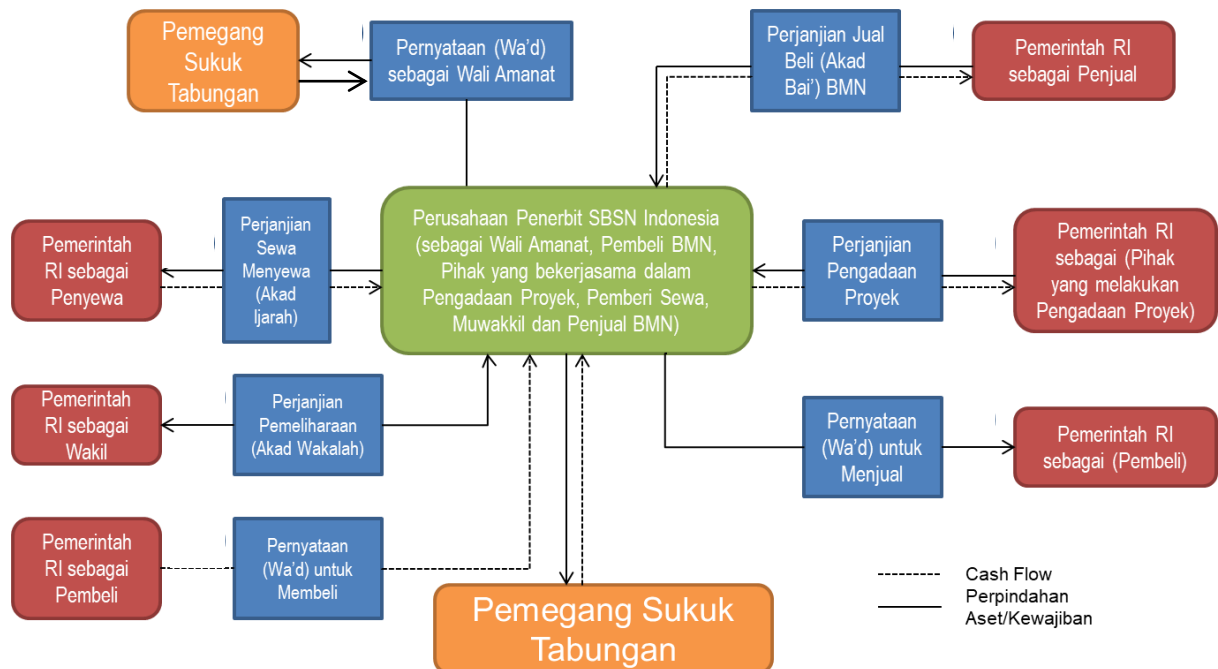 Pemegang
Sukuk
Tabungan
Pernyataan (Wa’d)
sebagai Wali Amanat
Perjanjian Jual
Beli (Akad
Bai’) BMN
Pemerintah RI
sebagai Penjual
Pemerintah
RI sebagai
Penyewa
Perjanjian
Sewa
Menyewa
(Akad
Ijarah)
Perusahaan Penerbit SBSN Indonesia
(sebagai Wali Amanat, Pembeli BMN,
Pihak yang bekerjasama dalam
Pengadaan Proyek, Pemberi Sewa,
Muwakkil dan Penjual BMN)
Perjanjian
Pengadaan
Proyek
Pemerintah RI
sebagai (Pihak
yang melakukan
Pengadaan Proyek)
Pemerintah
RI sebagai
Wakil
Perjanjian
Pemeliharaan
(Akad Wakalah)
Pernyataan
(Wa’d) untuk
Menjual
Pemerintah RI
sebagai (Pembeli)
Pemerintah
RI sebagai
Pembeli
Pernyataan
(Wa’d) untuk
Membeli
Pemegang Sukuk
Tabungan
Cash Flow
Perpindahan
Aset/Kewajiban